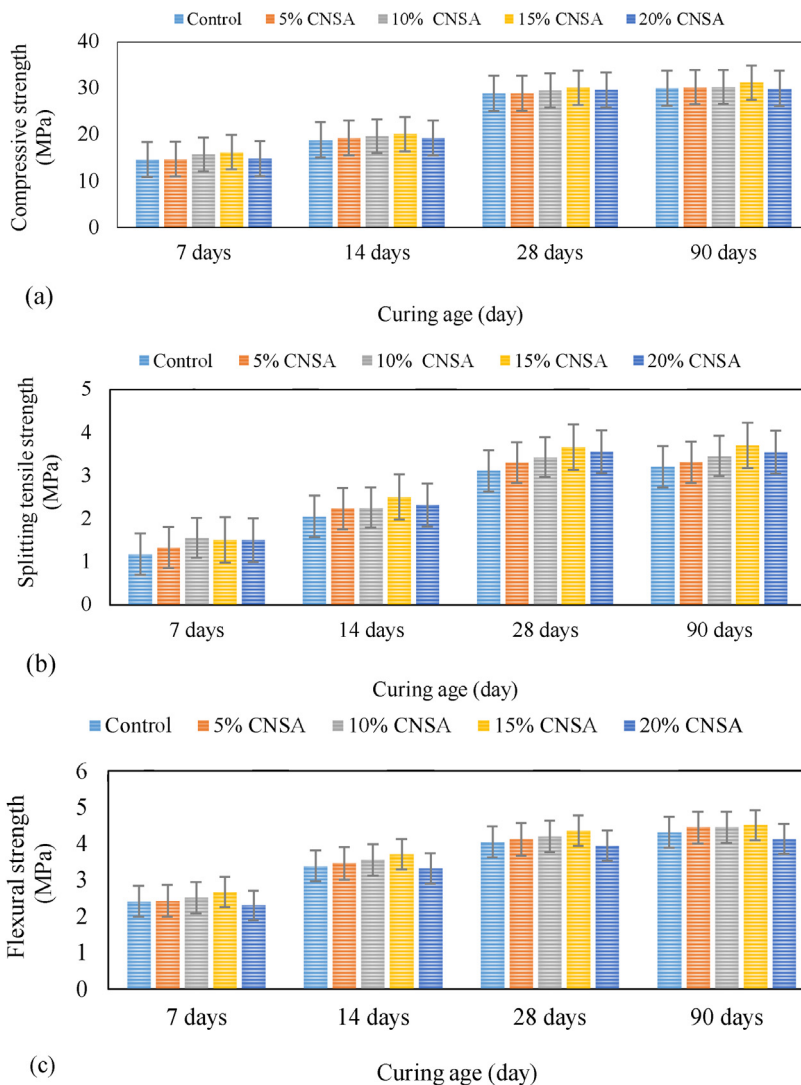 Control 5% CNSA 10% CNSA 15% CNSA 20% CNSA
Compressive strength
(MPa)
40
30
20
10
0
7 days 14 days 28 days 90 days
(a)
Curing age (day)
Control 5% CNSA 10% CNSA 15% CNSA 20% CNSA
Splitting tensile strength
(MPa)
5
4
3
2
1
0
7 days 14 days 28 days 90 days
(b)
Curing age (day)
Control 5% CNSA 10% CNSA 15% CNSA 20% CNSA
Flexural strength
(MPa)
6
5
4
3
2
1
0
7 days 14 days 28 days 90 days
(c)
Curing age (day)